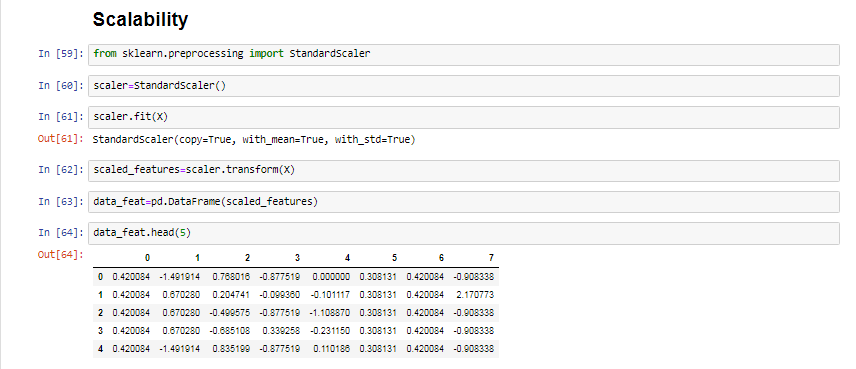 Scalability
In [59]: from sklearn.preprocessing import StandardScaler
In [60]: scaler=StandardScaler()
In [61]: scaler.fit(X)
Out[61]: StandardScaler(copy=True, with_mean=True, with_std=True)
In [62]: scaled_features=scaler.transform(X)
In [63]: data_feat=pd.DataFrame(scaled_features)
In [64]: data_feat.head(5)
Out[64]:
0 1 2 3 4 5 6 7
0 0.420084 -1.491914 0.768016 -0.877519 0.000000 0.308131 0.420084 -0.908338
1 0.420084 0.670280 0.204741 -0.099360 -0.101117 0.308131 0.420084 2.170773
2 0.420084 0.670280 -0.499575 -0.877519 -1.108870 0.308131 0.420084 -0.908338
3 0.420084 0.670280 -0.685108 0.339258 -0.231150 0.308131 0.420084 -0.908338
4 0.420084 -1.491914 0.835199 -0.877519 0.110186 0.308131 0.420084 -0.908338